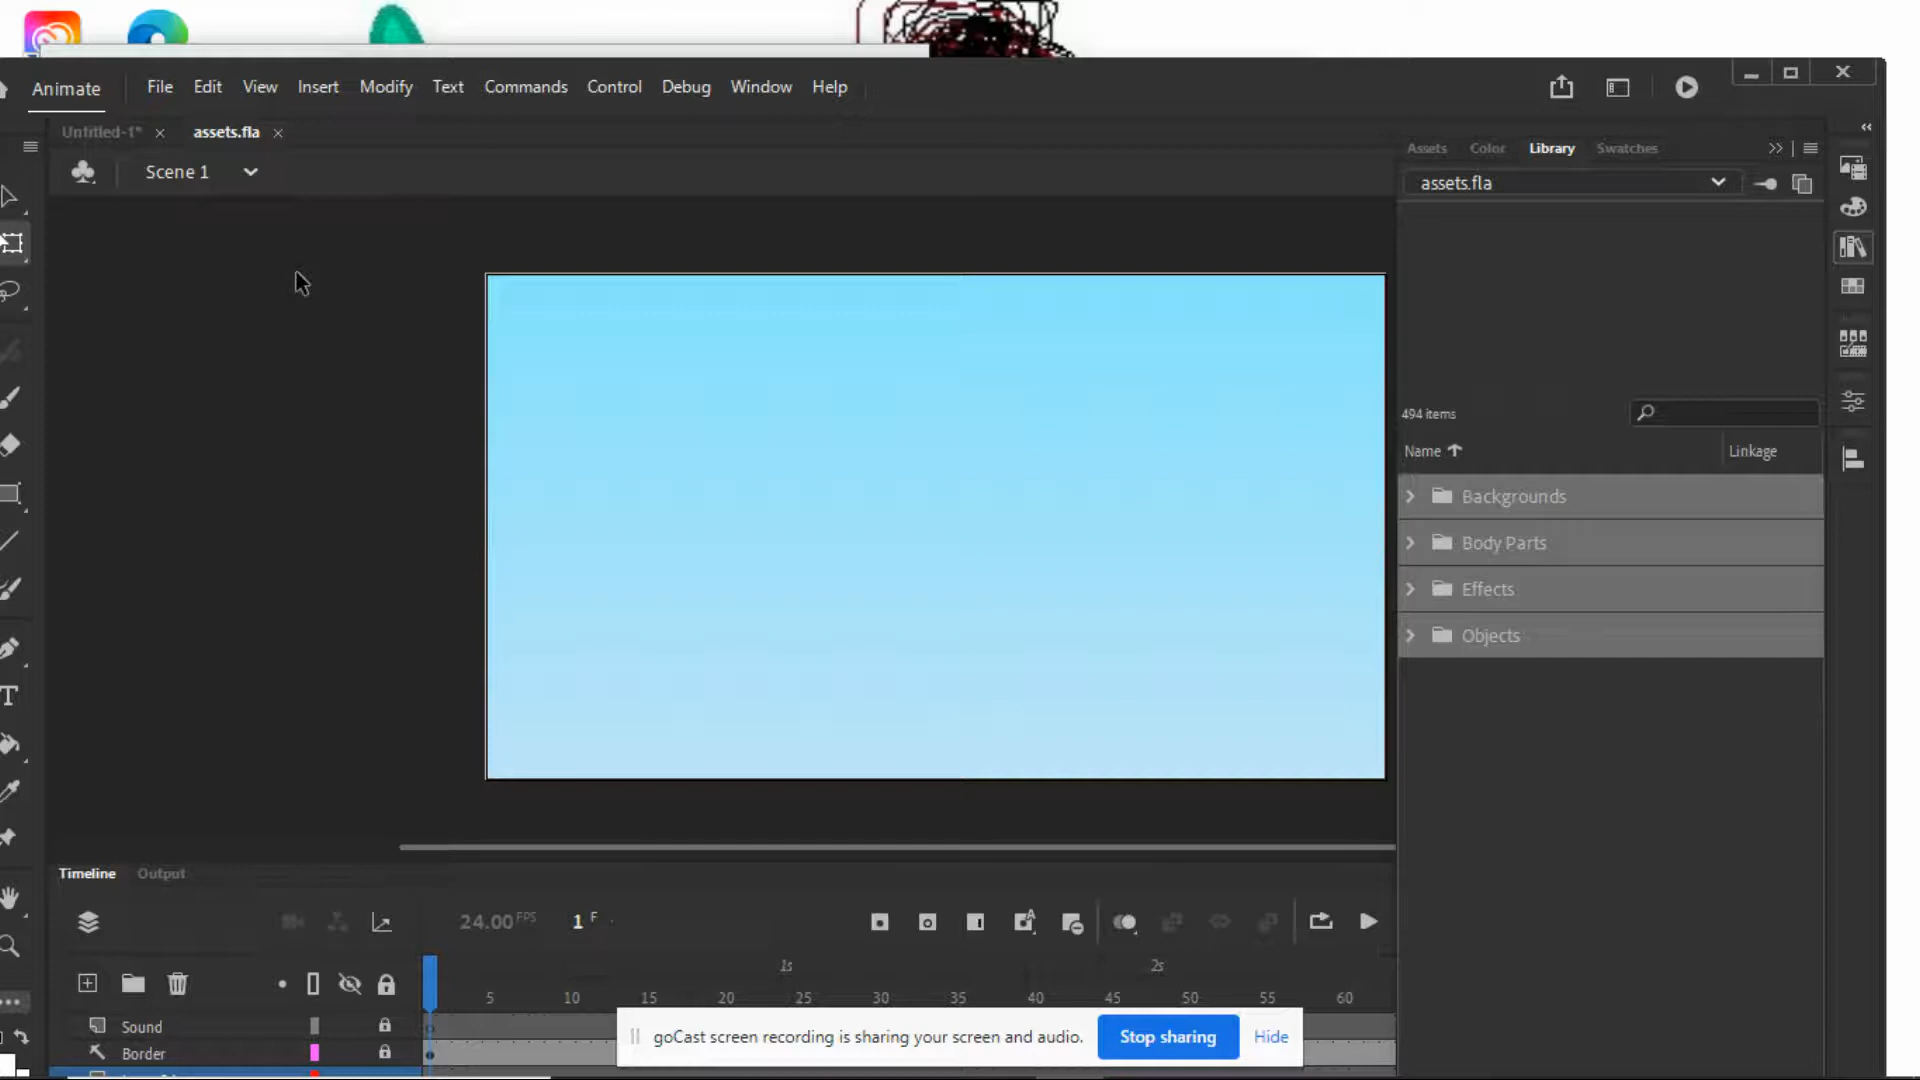 Animate File Edit View Insert Modify Text Commands Control Debug Window Help
Untitled-1* × assets.fla ×
Scene 1
Assets Color Library Swatches
assets.fla
494 items
Name Linkage
Backgrounds
Body Parts
Effects
Objects
Timeline Output
24.00 FPS 1 F
1s 2s
5 10 15 20 25 30 35 40 45 50 55 60
Sound
Border
goCast screen recording is sharing your screen and audio. Stop sharing Hide